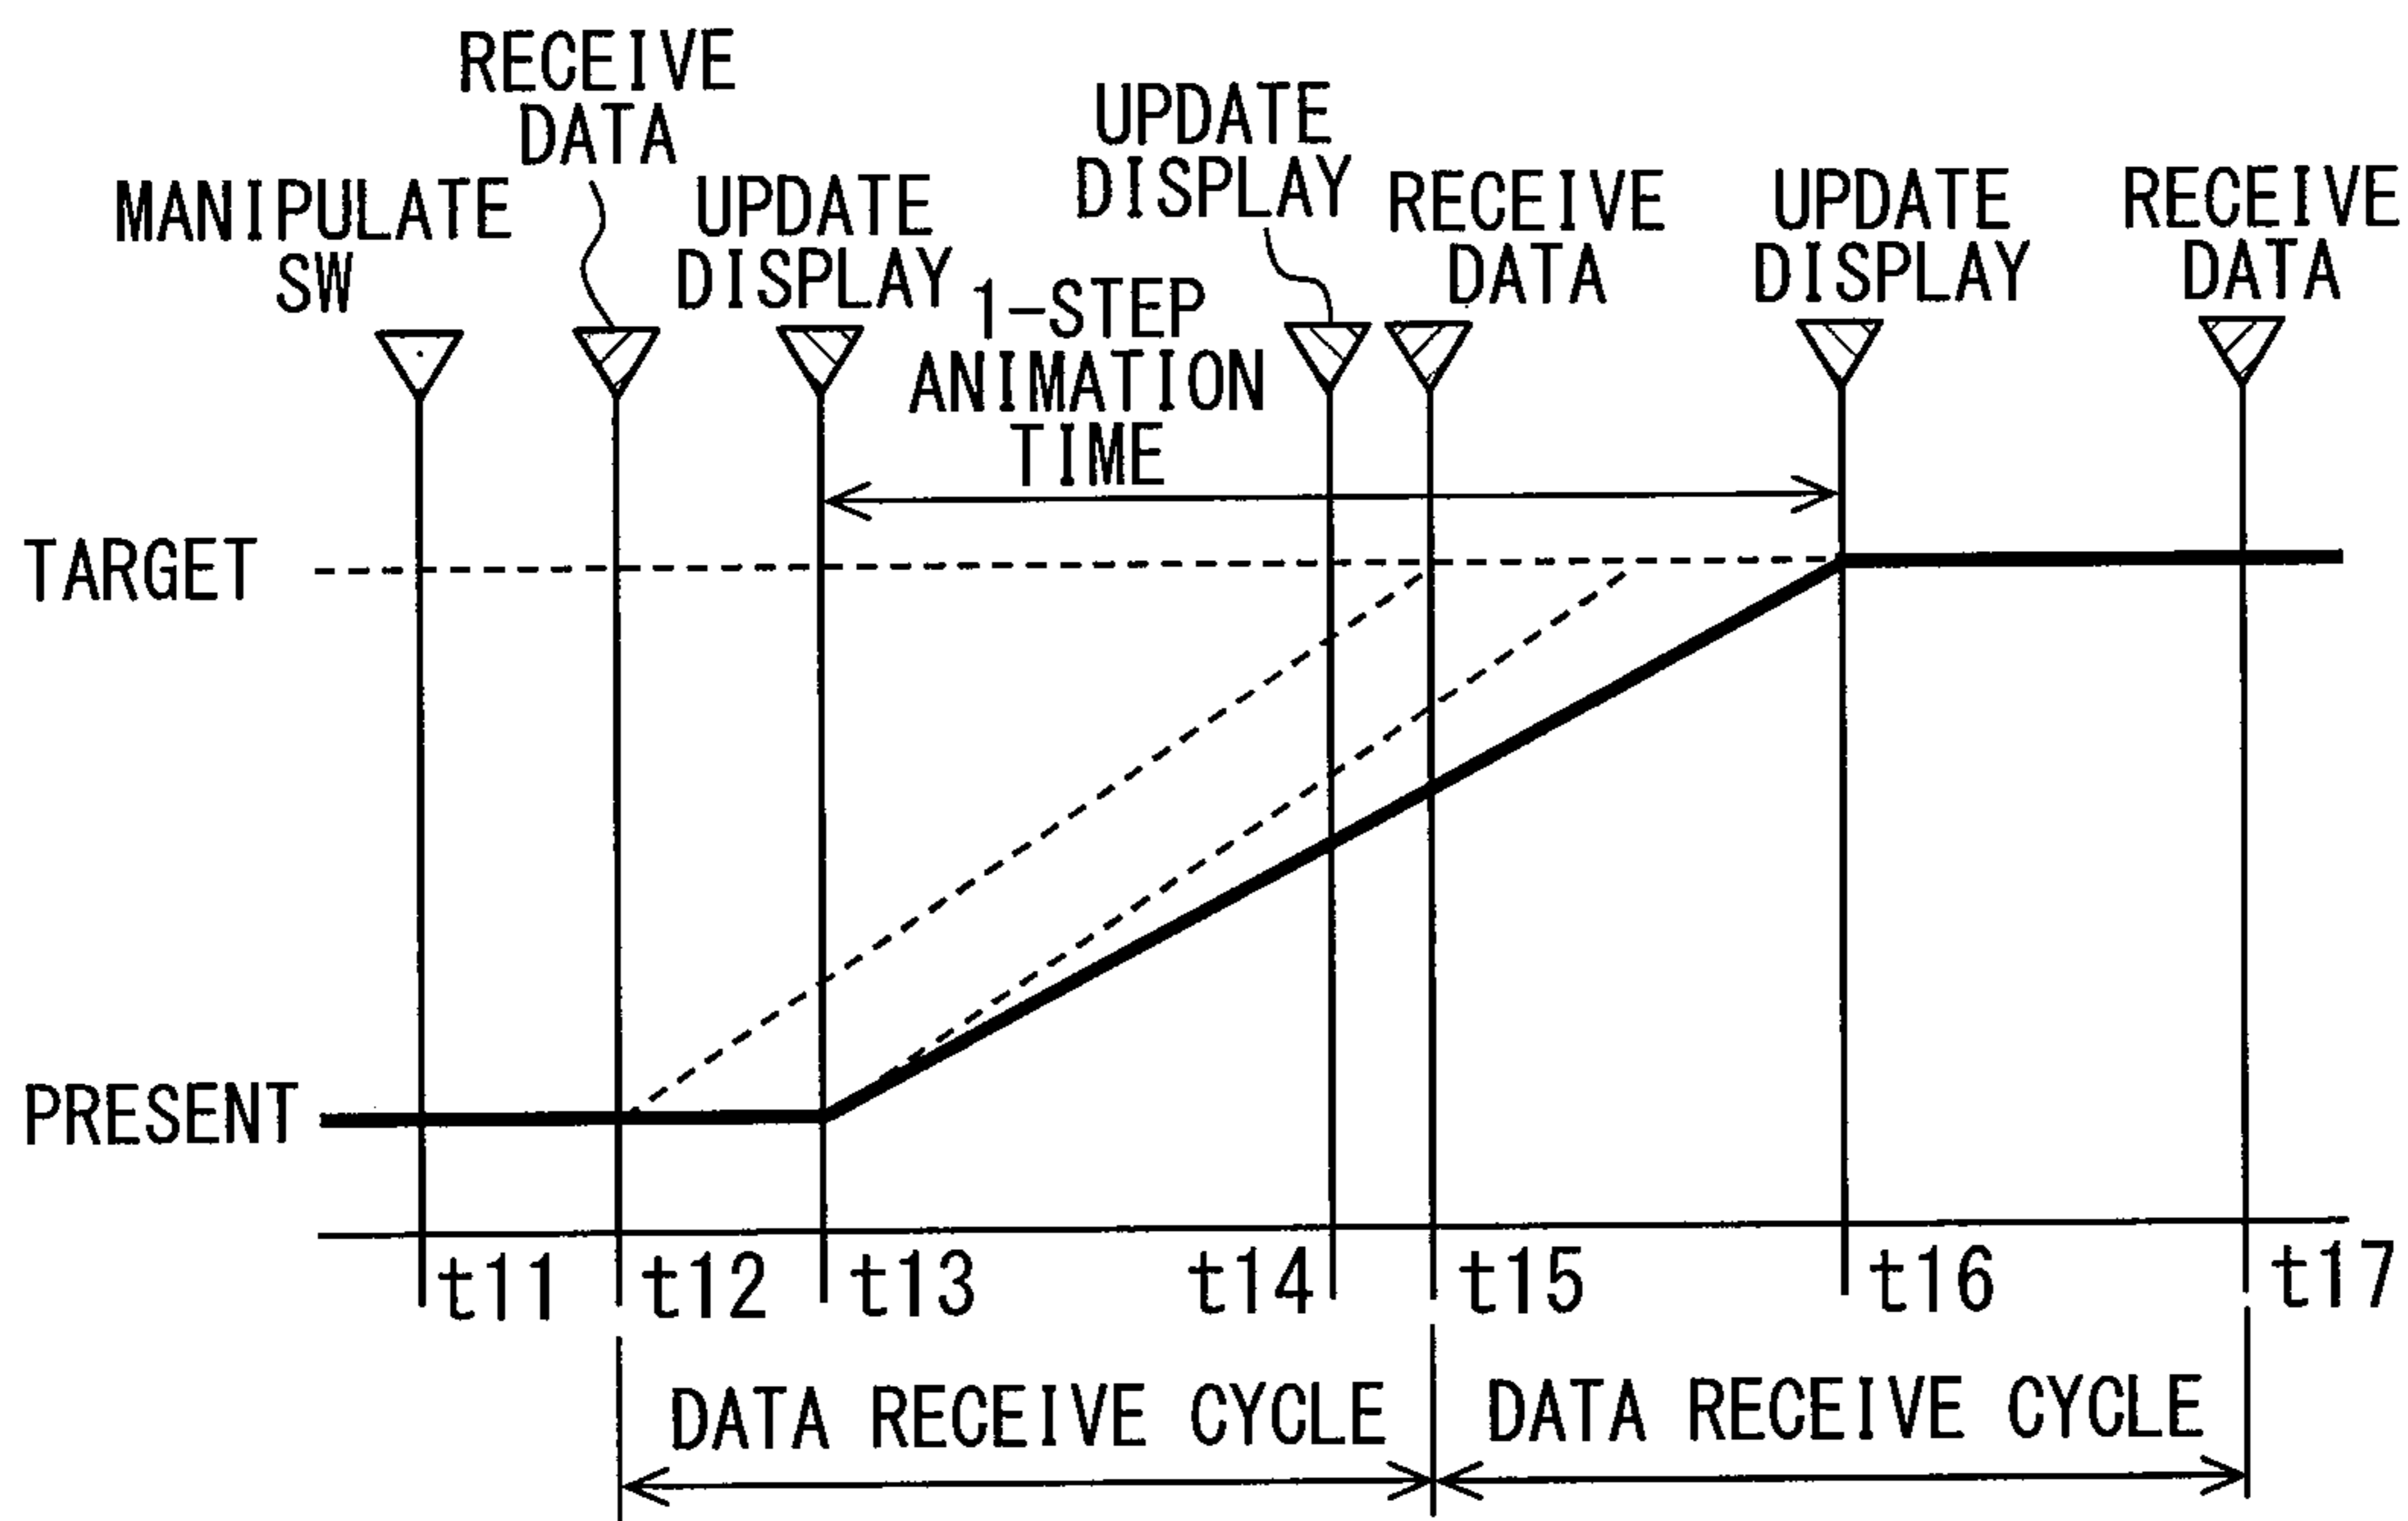 RECEIVE
DATA
MANIPULATE
SW
UPDATE
DISPLAY
1-STEP
ANIMATION
TIME
UPDATE
DISPLAY
RECEIVE
DATA
UPDATE
DISPLAY
RECEIVE
DATA
TARGET
PRESENT
t11 t12 t13 t14 t15 t16 t17
DATA RECEIVE CYCLE DATA RECEIVE CYCLE